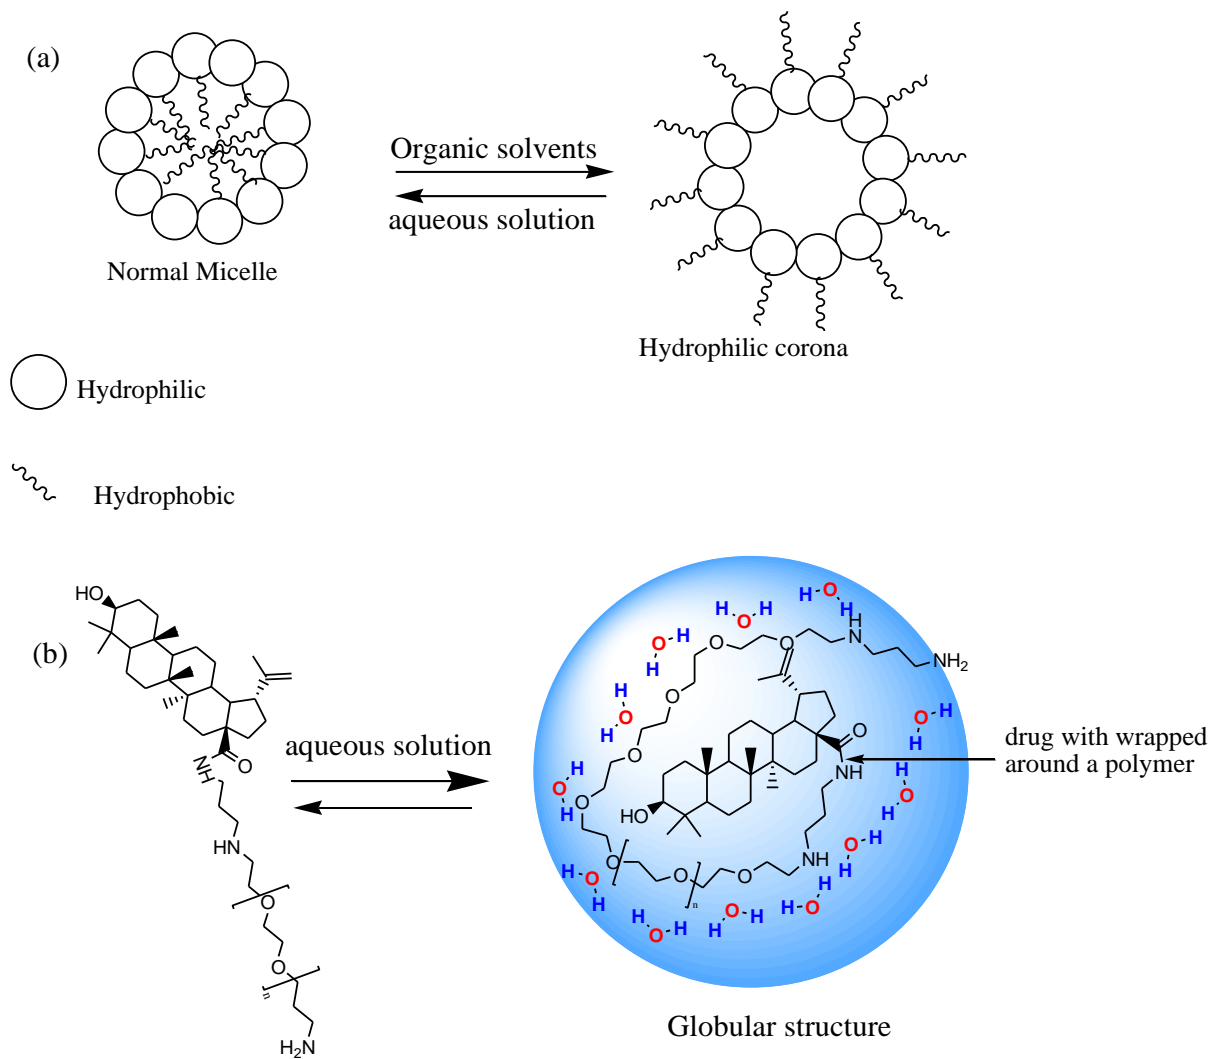 (a)
Organic solvents
aqueous solution
Normal Micelle
Hydrophilic corona
Hydrophilic
Hydrophobic
(b)
HO
O
NH
HN
O
O
n
H2N
aqueous solution
H O H
H O H
H O H
H O H
H O H
H O H
H O H
H O H
H O H
H O H
H O H
H O H
O
O
O
O
O
O
O
O
O
n
H
N
NH2
O
NH
NH
HO
drug with wrapped
around a polymer
Globular structure